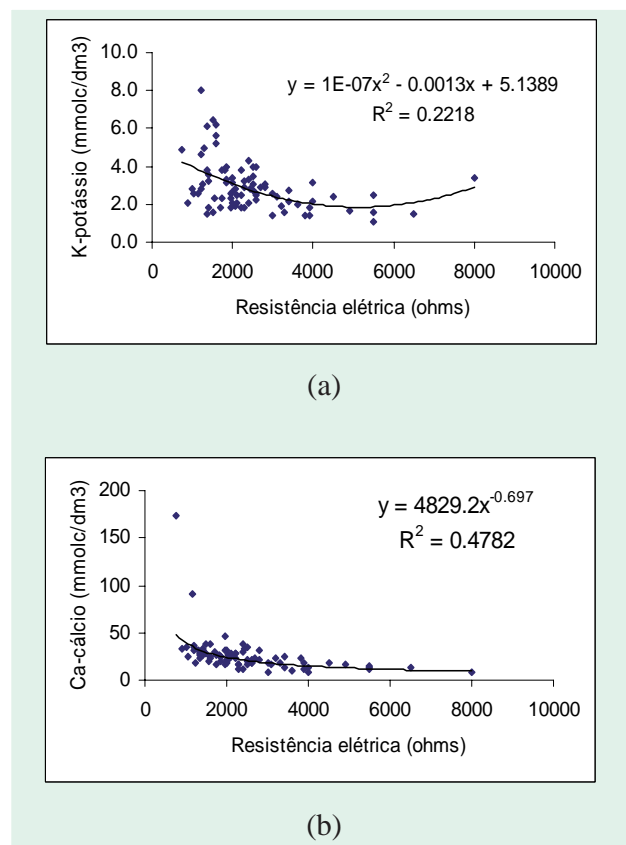 10.0
8.0
6.0
4.0
2.0
0.0
K-potássio (mmolc/dm3)
y = 1E-07x² - 0.0013x + 5.1389
R² = 0.2218
0 2000 4000 6000 8000 10000
Resistência elétrica (ohms)
(a)
200
150
100
50
0
Ca-cálcio (mmolc/dm3)
y = 4829.2x⁻⁰·⁶⁹⁷
R² = 0.4782
0 2000 4000 6000 8000 10000
Resistência elétrica (ohms)
(b)